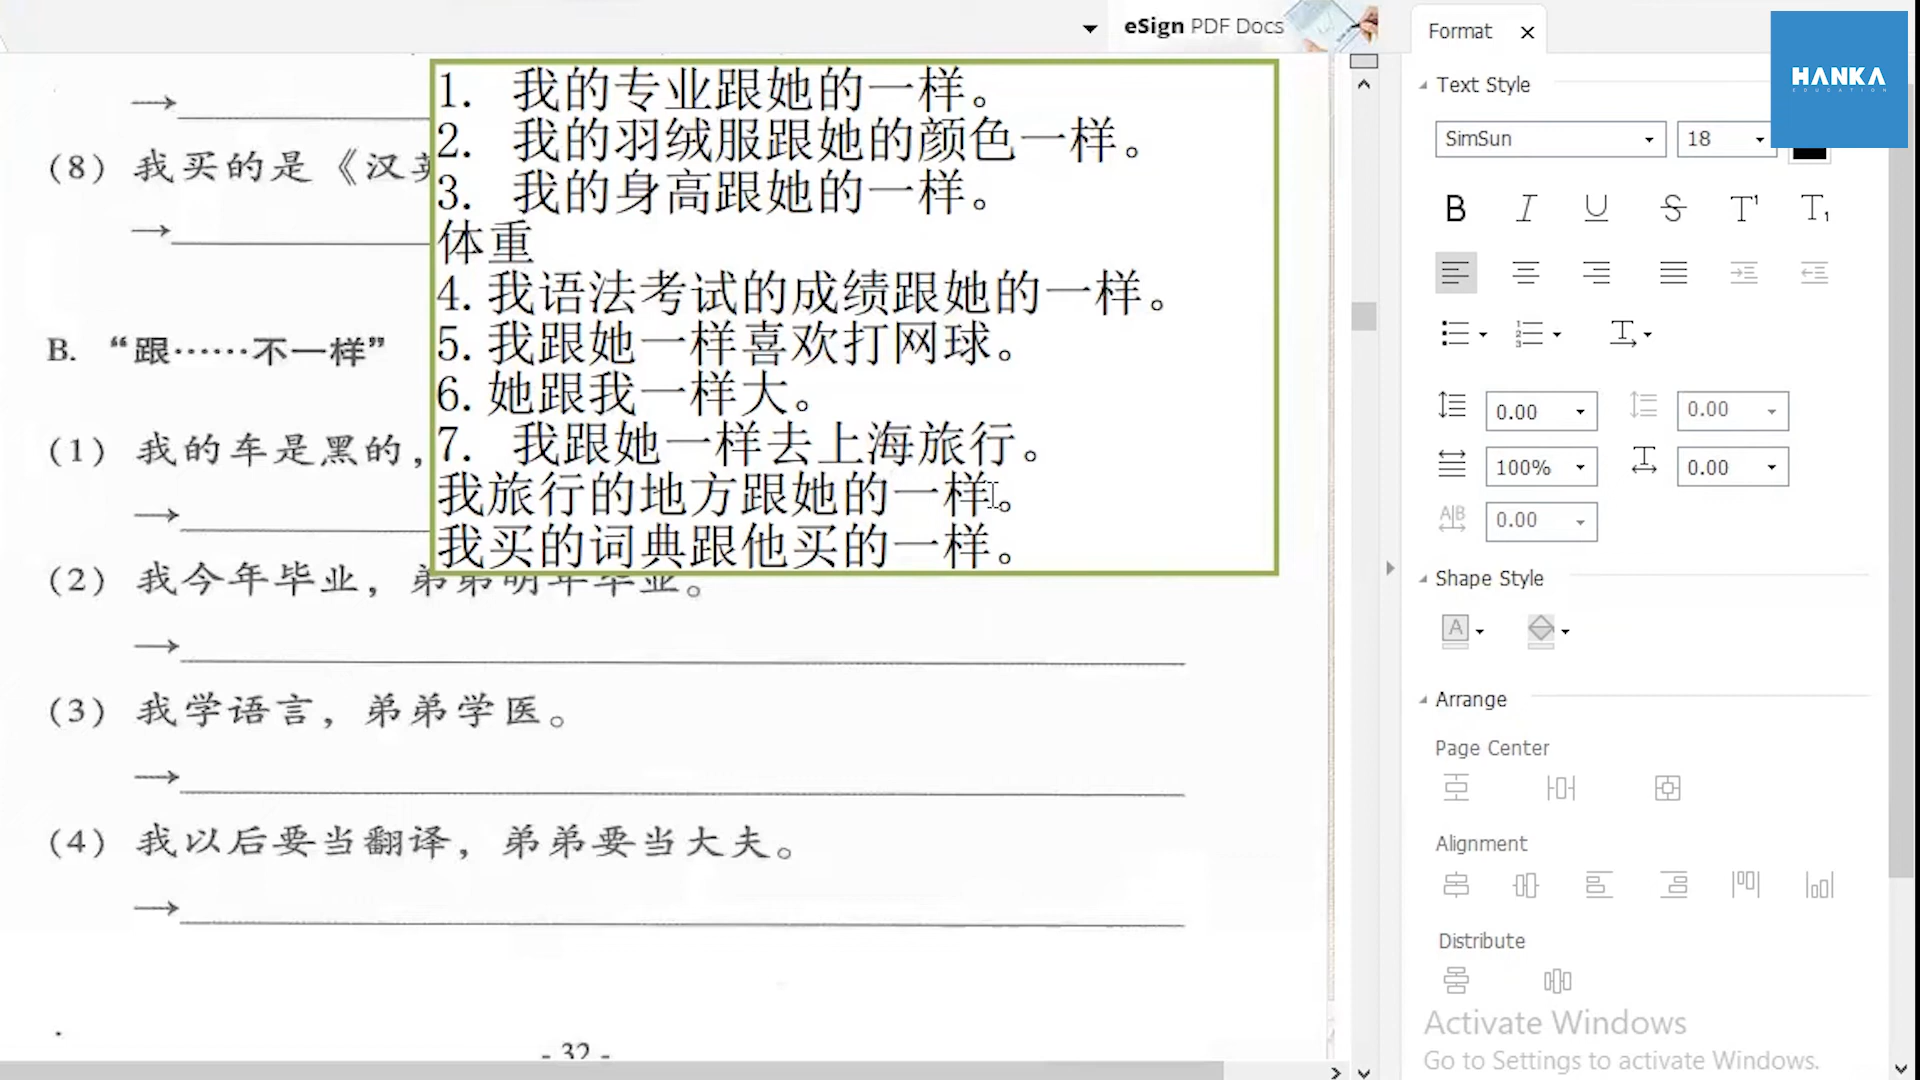 eSign PDF Docs
Format
HANKA
EDUCATION
Text Style
SimSun
18
0.00
0.00
100%
0.00
A|B
0.00
Shape Style
Arrange
Page Center
Alignment
Distribute
Activate Windows
Go to Settings to activate Windows.
1. 我的专业跟她的一样。
2. 我的羽绒服跟她的颜色一样。
3. 我的身高跟她的一样。
体重
4. 我语法考试的成绩跟她的一样。
5. 我跟她一样喜欢打网球。
6. 她跟我一样大。
7. 我跟她一样去上海旅行。
我旅行的地方跟她的一样。
我买的词典跟他买的一样。
→
(8) 我买的是《汉英
→
B. “跟……不一样”
(1) 我的车是黑的,
→
(2) 我今年毕业, 弟弟明年毕业。
→
(3) 我学语言, 弟弟学医。
→
(4) 我以后要当翻译, 弟弟要当大夫。
→
- 32 -